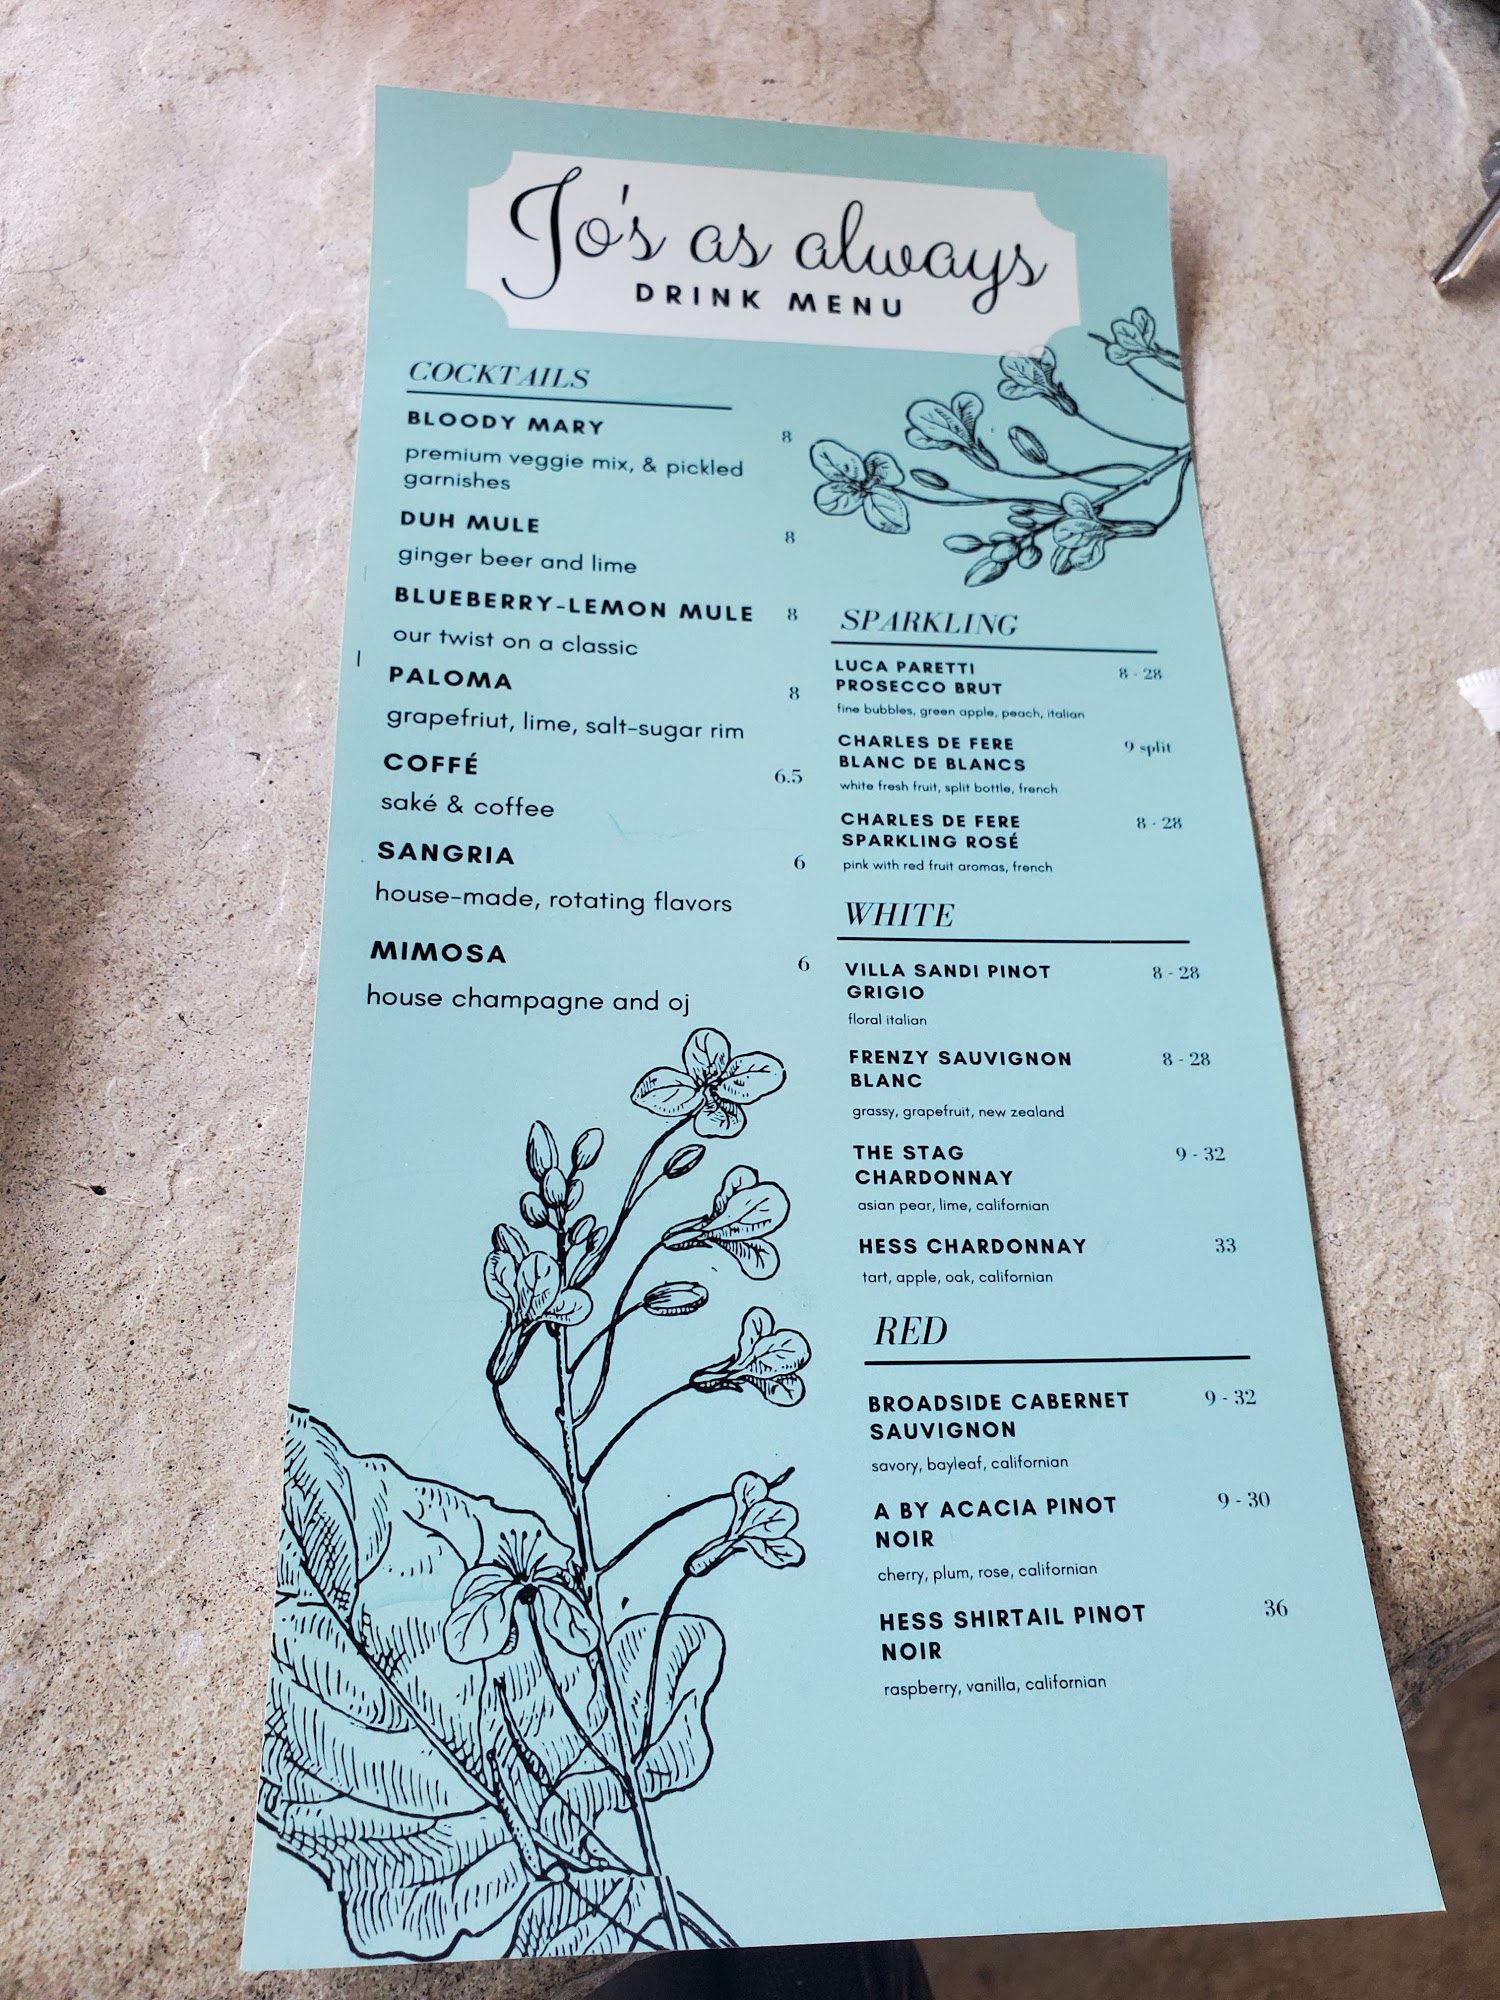 Jo's as always
DRINK MENU
COCKTAILS
BLOODY MARY 8
premium veggie mix, & pickled
garnishes
DUH MULE 8
ginger beer and lime
BLUEBERRY-LEMON MULE 8
our twist on a classic
PALOMA 8
grapefriut, lime, salt-sugar rim
COFFÉ 6.5
saké & coffee
SANGRIA 6
house-made, rotating flavors
MIMOSA 6
house champagne and oj
SPARKLING
LUCA PARETTI 8 - 28
PROSECCO BRUT
fine bubbles, green apple, peach, italian
CHARLES DE FERE 9 split
BLANC DE BLANCS
white fresh fruit, split bottle, french
CHARLES DE FERE 8 - 28
SPARKLING ROSÉ
pink with red fruit aromas, french
WHITE
VILLA SANDI PINOT 8 - 28
GRIGIO
floral italian
FRENZY SAUVIGNON 8 - 28
BLANC
grassy, grapefruit, new zealand
THE STAG 9 - 32
CHARDONNAY
asian pear, lime, californian
HESS CHARDONNAY 33
tart, apple, oak, californian
RED
BROADSIDE CABERNET 9 - 32
SAUVIGNON
savory, bayleaf, californian
A BY ACACIA PINOT 9 - 30
NOIR
cherry, plum, rose, californian
HESS SHIRTAIL PINOT 36
NOIR
raspberry, vanilla, californian